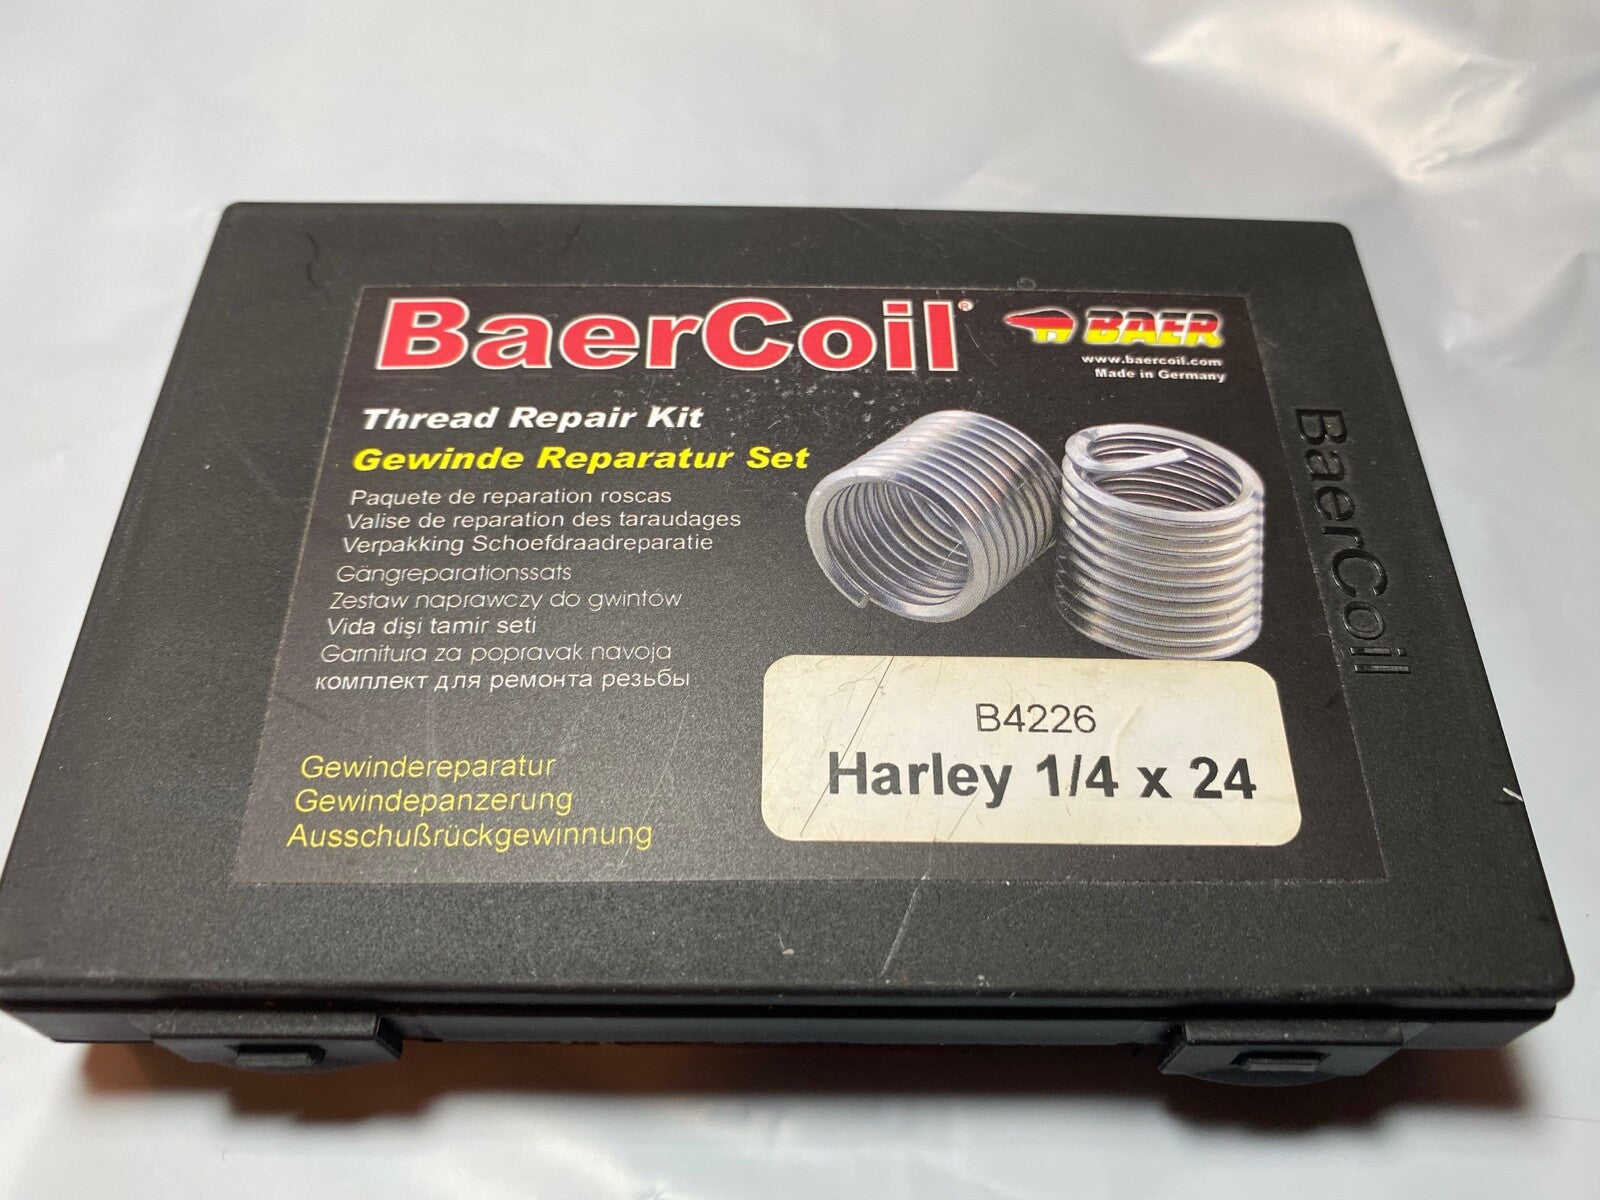 BaerCoil®
BAER
www.baercoil.com
Made in Germany
Thread Repair Kit
Gewinde Reparatur Set
Paquete de reparation roscas
Valise de reparation des taraudages
Verpakking Schoefdraadreparatie
Gängreparationssats
Zestaw naprawczy do gwintów
Vida dişi tamir seti
Garnitura za popravak navoja
комплект для ремонта резьбы
Gewindereparatur
Gewindepanzerung
Ausschußrückgewinnung
B4226
Harley 1/4 x 24
BaerCoil